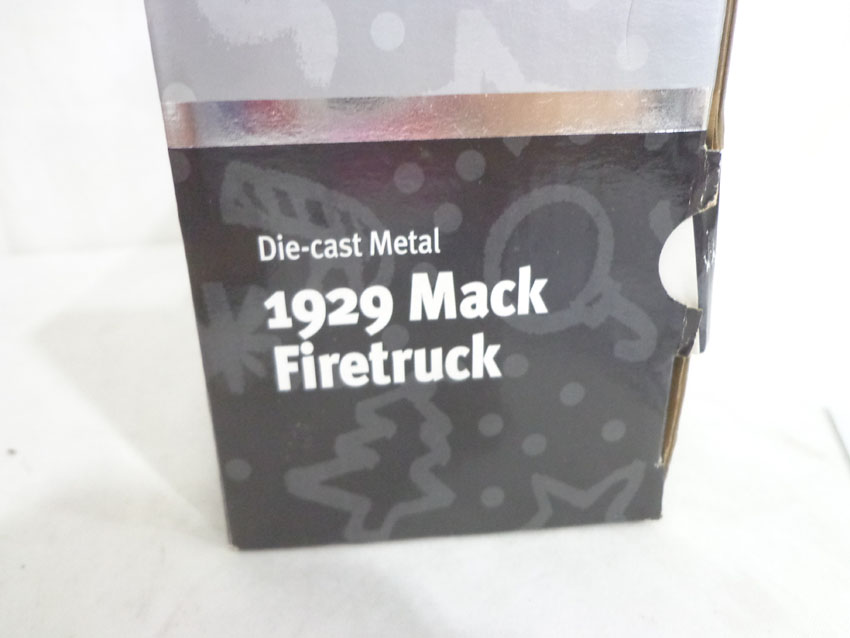 Die-cast Metal
1929 Mack
Firetruck